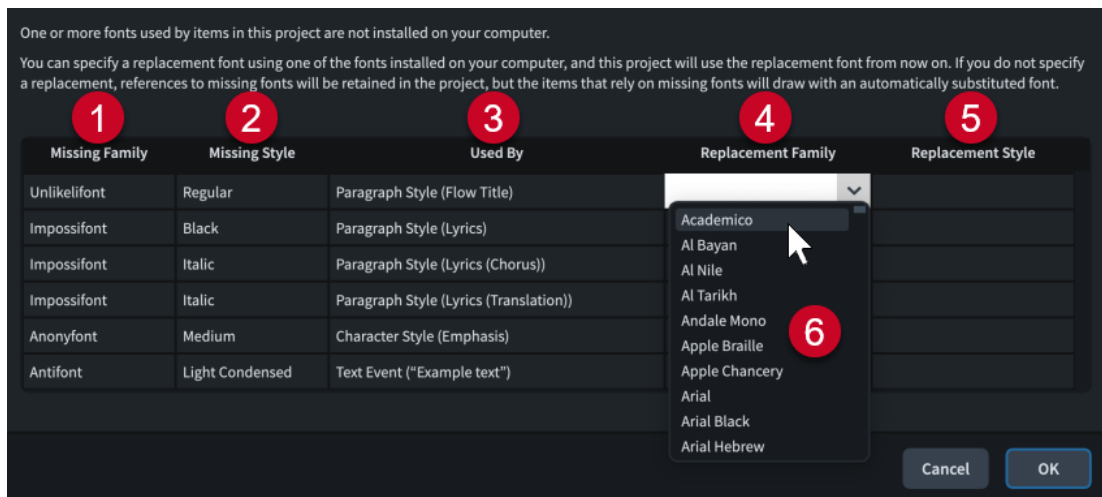 One or more fonts used by items in this project are not installed on your computer.
You can specify a replacement font using one of the fonts installed on your computer, and this project will use the replacement font from now on. If you do not specify
a replacement, references to missing fonts will be retained in the project, but the items that rely on missing fonts will draw with an automatically substituted font.
1 2 3 4 5
Missing Family Missing Style Used By Replacement Family Replacement Style
Unlikelifont Regular Paragraph Style (Flow Title)
Impossifont Black Paragraph Style (Lyrics)
Impossifont Italic Paragraph Style (Lyrics (Chorus))
Impossifont Italic Paragraph Style (Lyrics (Translation))
Anonyfont Medium Character Style (Emphasis)
Antifont Light Condensed Text Event (“Example text”)
Academico
Al Bayan
Al Nile
Al Tarikh
Andale Mono
6
Apple Braille
Apple Chancery
Arial
Arial Black
Arial Hebrew
Cancel OK